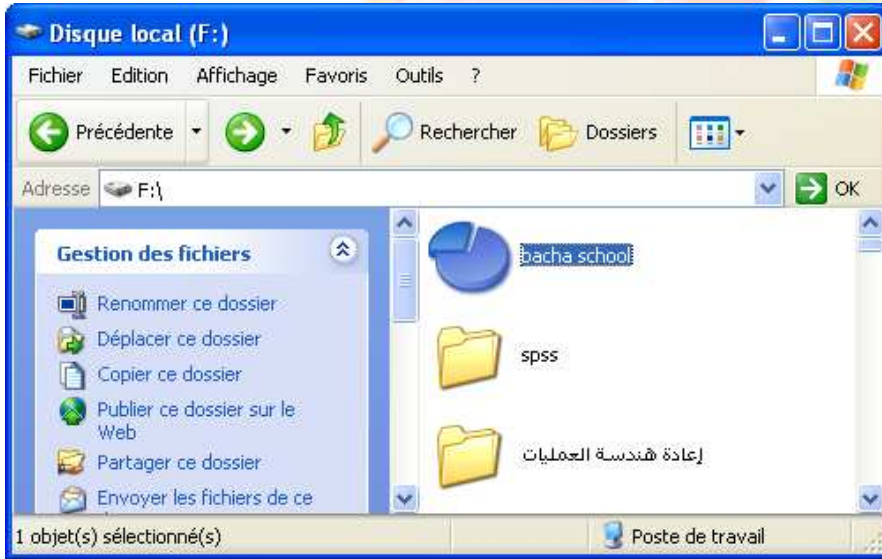 Disque local (F:)
Fichier Edition Affichage Favoris Outils ?
Précédente Rechercher Dossiers
Adresse F:\ OK
Gestion des fichiers
Renommer ce dossier
Déplacer ce dossier
Copier ce dossier
Publier ce dossier sur le
Web
Partager ce dossier
Envoyer les fichiers de ce
bacha school
spss
إعادة هندسة العمليات
1 objet(s) sélectionné(s) Poste de travail